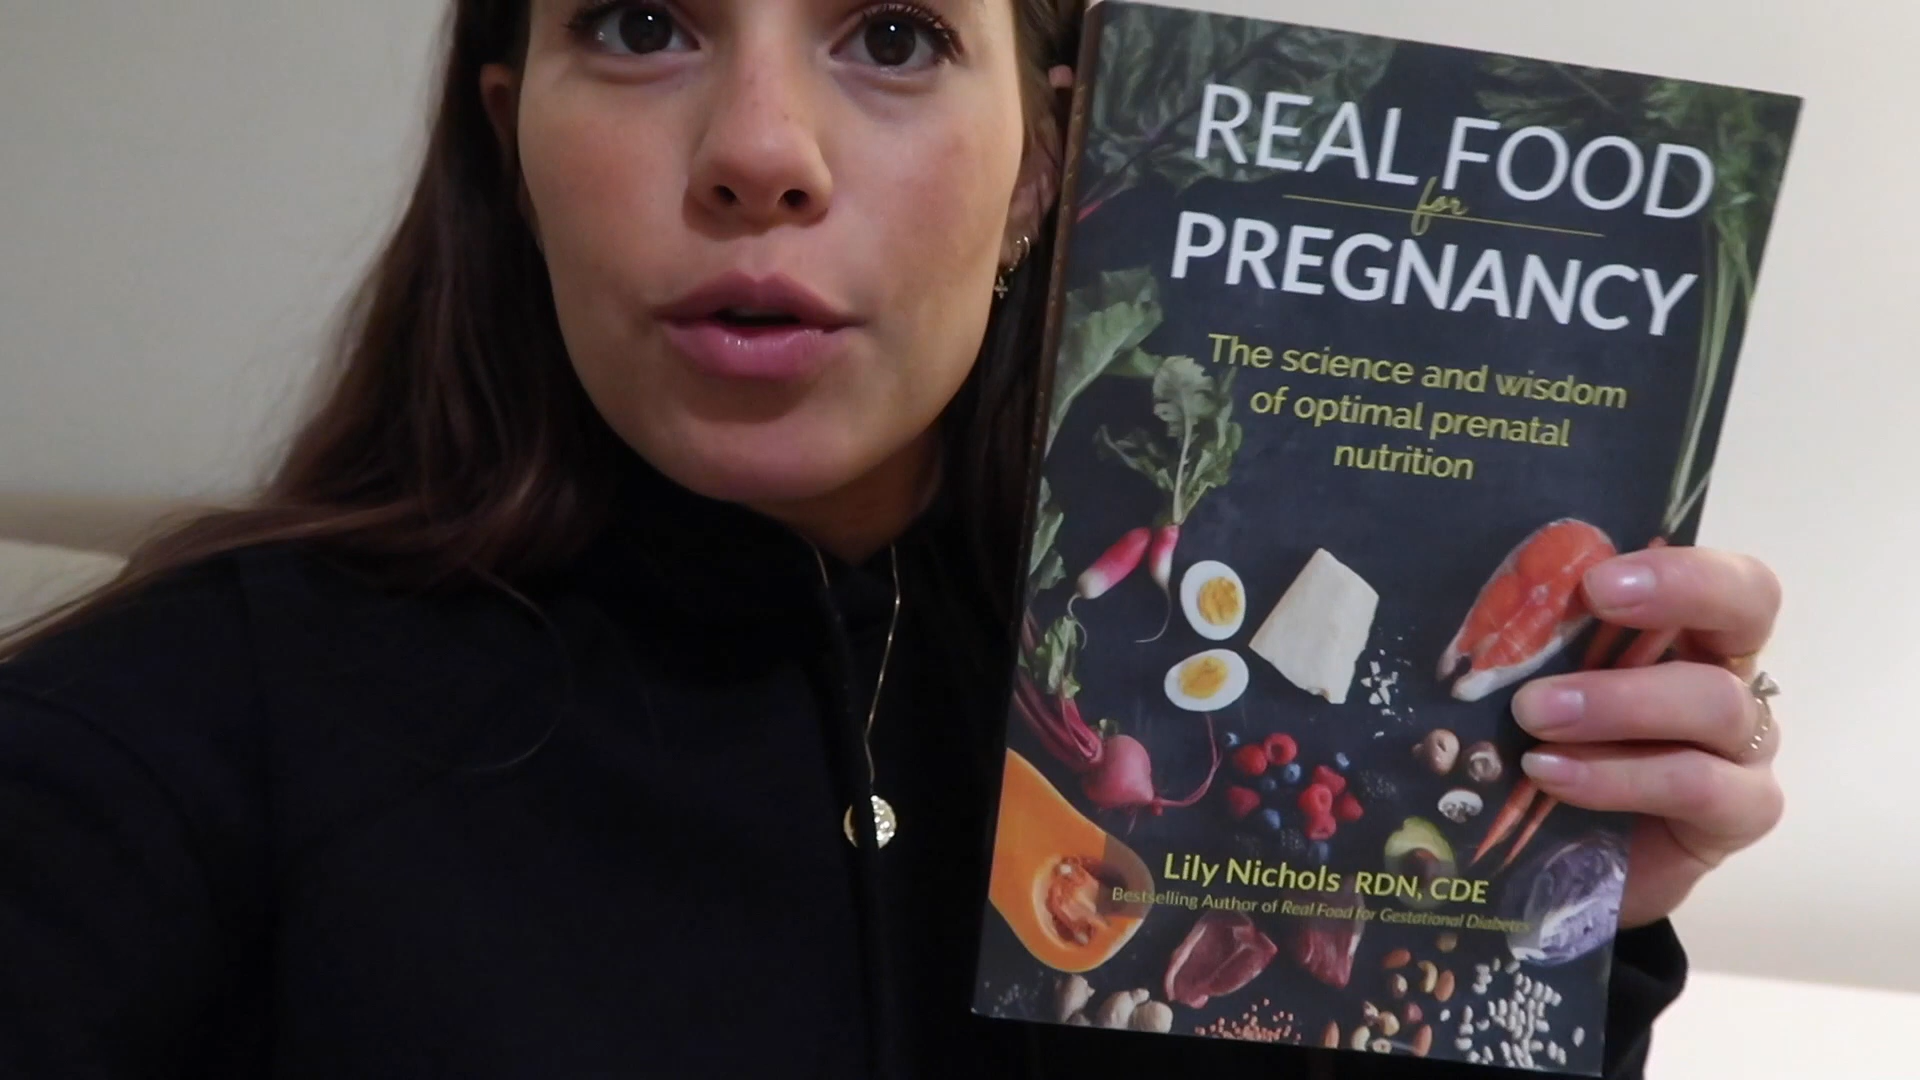 REAL FOOD
for
PREGNANCY
The science and wisdom
of optimal prenatal
nutrition
Lily Nichols RDN, CDE
Bestselling Author of Real Food for Gestational Diabetes